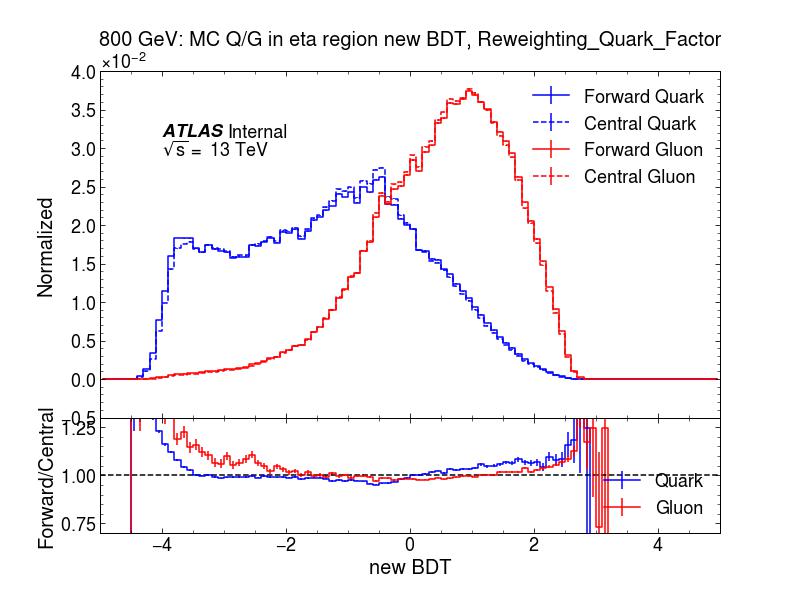 800 GeV: MC Q/G in eta region new BDT, Reweighting_Quark_Factor
×10⁻²
4.0
3.5
3.0
2.5
2.0
1.5
1.0
0.5
0.0
−0.5
Normalized
ATLAS Internal
√s = 13 TeV
Forward Quark
Central Quark
Forward Gluon
Central Gluon
1.25
1.00
0.75
Forward/Central
Quark
Gluon
−4 −2 0 2 4
new BDT